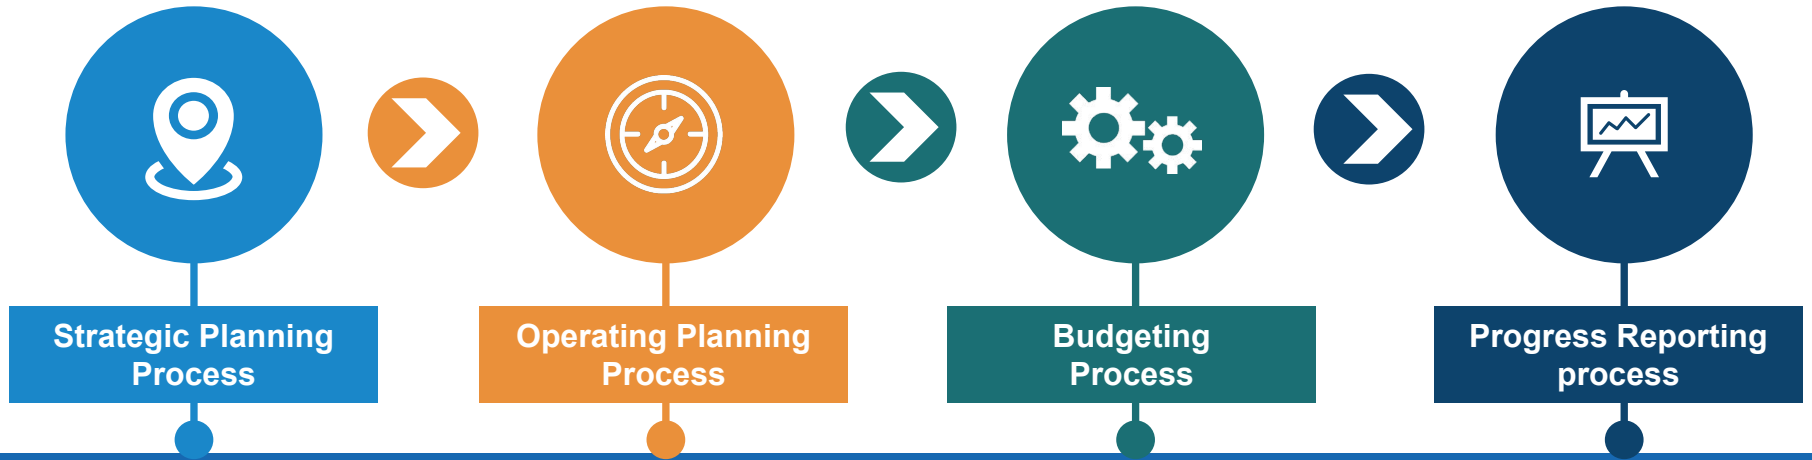 Strategic Planning
Process
Operating Planning
Process
Budgeting
Process
Progress Reporting
process